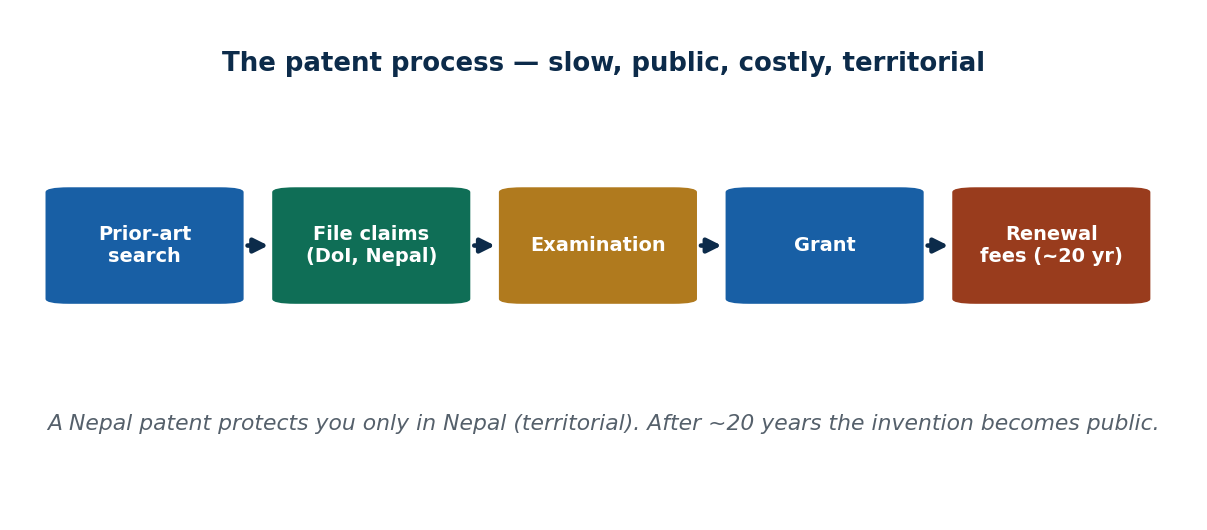 The patent process — slow, public, costly, territorial
Prior-art
search
File claims
(DoI, Nepal)
Examination
Grant
Renewal
fees (~20 yr)
A Nepal patent protects you only in Nepal (territorial). After ~20 years the invention becomes public.